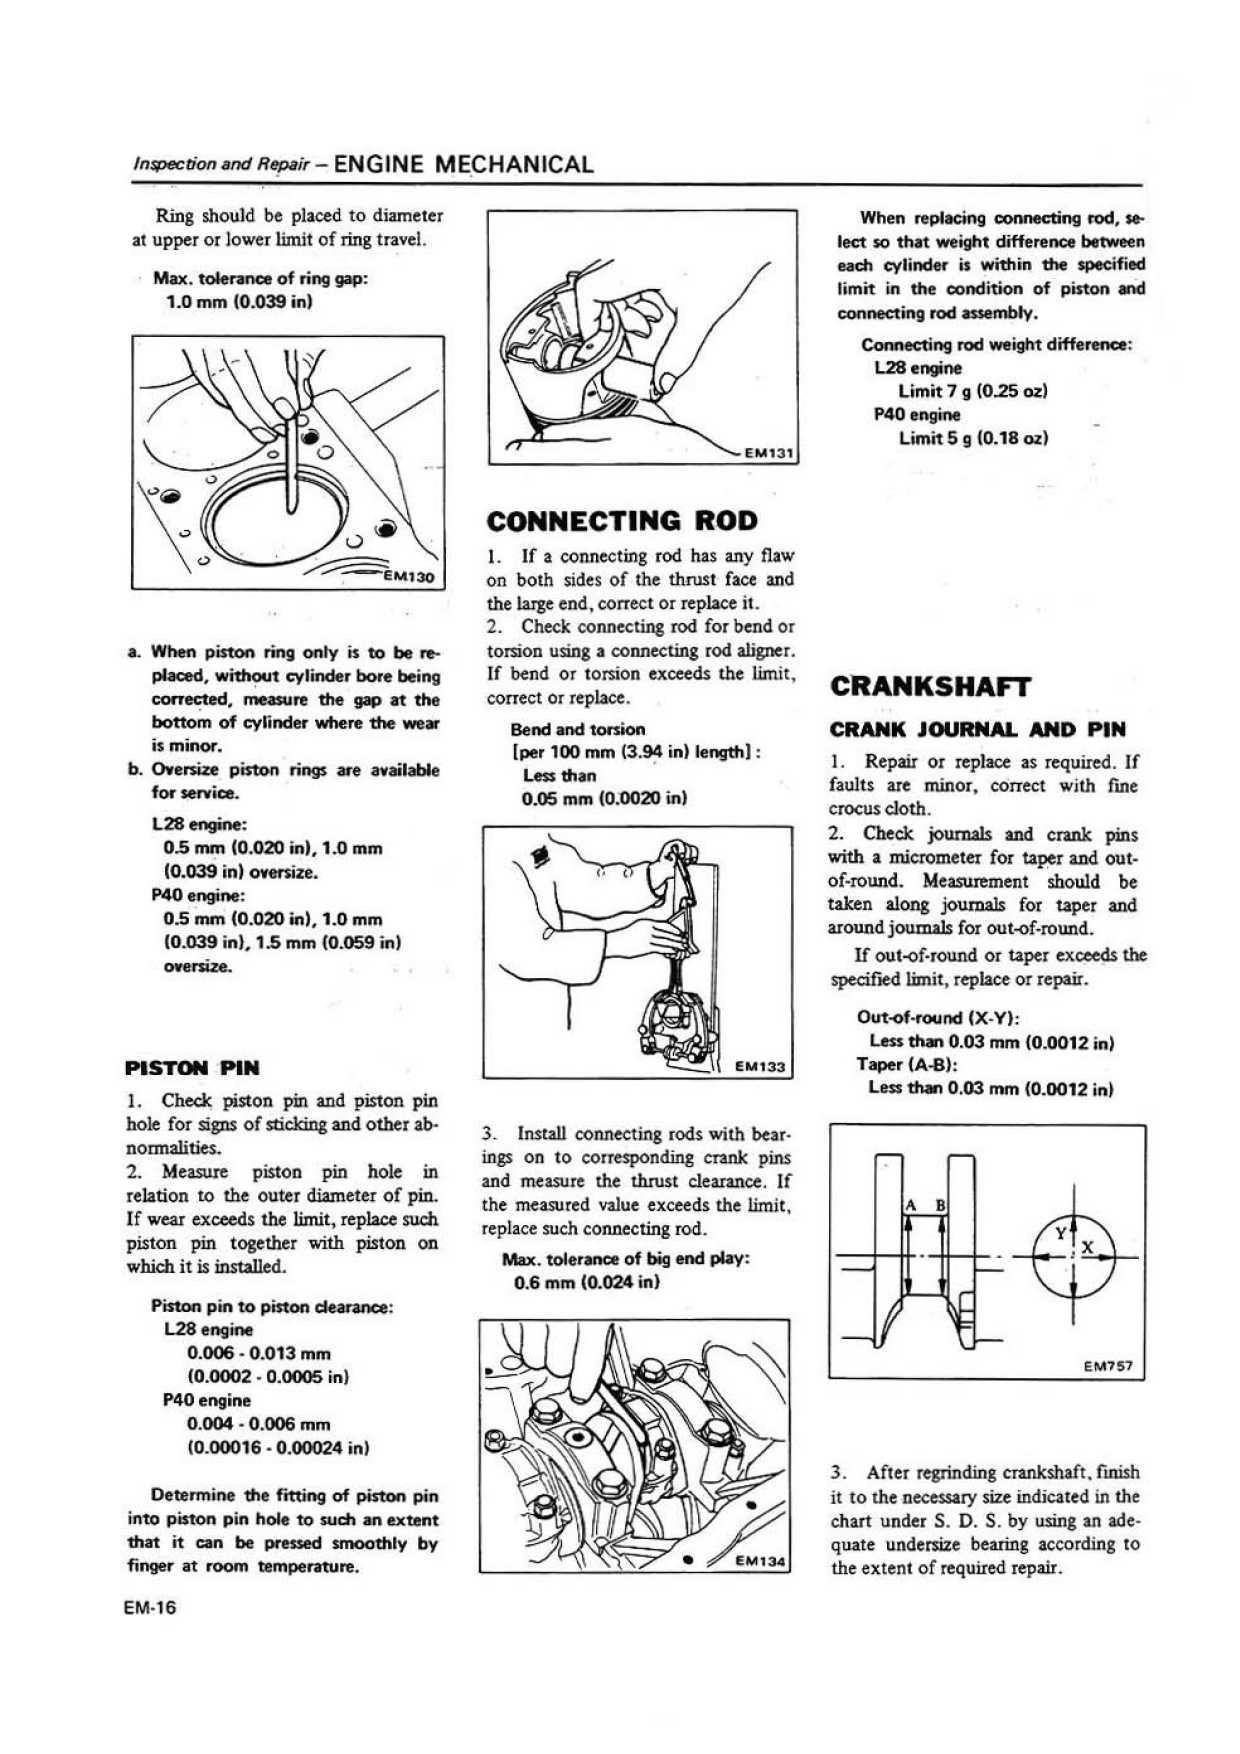 Inspection and Repair – ENGINE MECHANICAL
Ring should be placed to diameter
at upper or lower limit of ring travel.
Max. tolerance of ring gap:
1.0 mm (0.039 in)
EM130
a. When piston ring only is to be re-
placed, without cylinder bore being
corrected, measure the gap at the
bottom of cylinder where the wear
is minor.
b. Oversize piston rings are available
for service.
L28 engine:
0.5 mm (0.020 in), 1.0 mm
(0.039 in) oversize.
P40 engine:
0.5 mm (0.020 in), 1.0 mm
(0.039 in), 1.5 mm (0.059 in)
oversize.
PISTON PIN
1. Check piston pin and piston pin
hole for signs of sticking and other ab-
normalities.
2. Measure piston pin hole in
relation to the outer diameter of pin.
If wear exceeds the limit, replace such
piston pin together with piston on
which it is installed.
Piston pin to piston clearance:
L28 engine
0.006 - 0.013 mm
(0.0002 - 0.0005 in)
P40 engine
0.004 - 0.006 mm
(0.00016 - 0.00024 in)
Determine the fitting of piston pin
into piston pin hole to such an extent
that it can be pressed smoothly by
finger at room temperature.
EM-16
EM131
CONNECTING ROD
1. If a connecting rod has any flaw
on both sides of the thrust face and
the large end, correct or replace it.
2. Check connecting rod for bend or
torsion using a connecting rod aligner.
If bend or torsion exceeds the limit,
correct or replace.
Bend and torsion
[per 100 mm (3.94 in) length] :
Less than
0.05 mm (0.0020 in)
EM133
3. Install connecting rods with bear-
ings on to corresponding crank pins
and measure the thrust clearance. If
the measured value exceeds the limit,
replace such connecting rod.
Max. tolerance of big end play:
0.6 mm (0.024 in)
EM134
When replacing connecting rod, se-
lect so that weight difference between
each cylinder is within the specified
limit in the condition of piston and
connecting rod assembly.
Connecting rod weight difference:
L28 engine
Limit 7 g (0.25 oz)
P40 engine
Limit 5 g (0.18 oz)
CRANKSHAFT
CRANK JOURNAL AND PIN
1. Repair or replace as required. If
faults are minor, correct with fine
crocus cloth.
2. Check journals and crank pins
with a micrometer for taper and out-
of-round. Measurement should be
taken along journals for taper and
around journals for out-of-round.
If out-of-round or taper exceeds the
specified limit, replace or repair.
Out-of-round (X-Y):
Less than 0.03 mm (0.0012 in)
Taper (A-B):
Less than 0.03 mm (0.0012 in)
A B
Y
X
EM757
3. After regrinding crankshaft, finish
it to the necessary size indicated in the
chart under S. D. S. by using an ade-
quate undersize bearing according to
the extent of required repair.